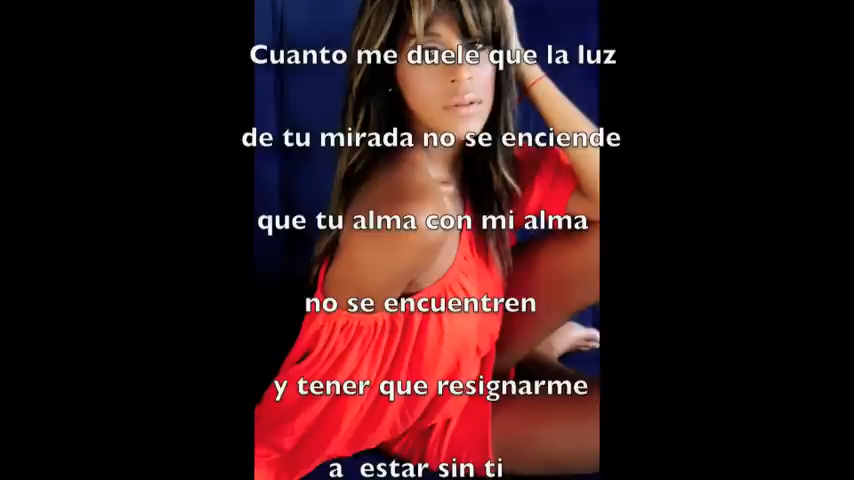 Cuanto me duele que la luz
de tu mirada no se enciende
que tu alma con mi alma
no se encuentren
y tener que resignarme
a estar sin ti